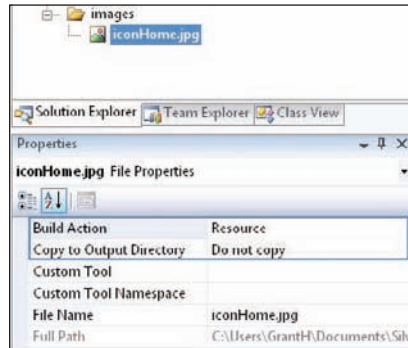 images
iconHome.jpg
Solution Explorer Team Explorer Class View
Properties
iconHome.jpg File Properties
Build Action Resource
Copy to Output Directory Do not copy
Custom Tool
Custom Tool Namespace
File Name iconHome.jpg
Full Path C:\Users\GrantH\Documents\Silv